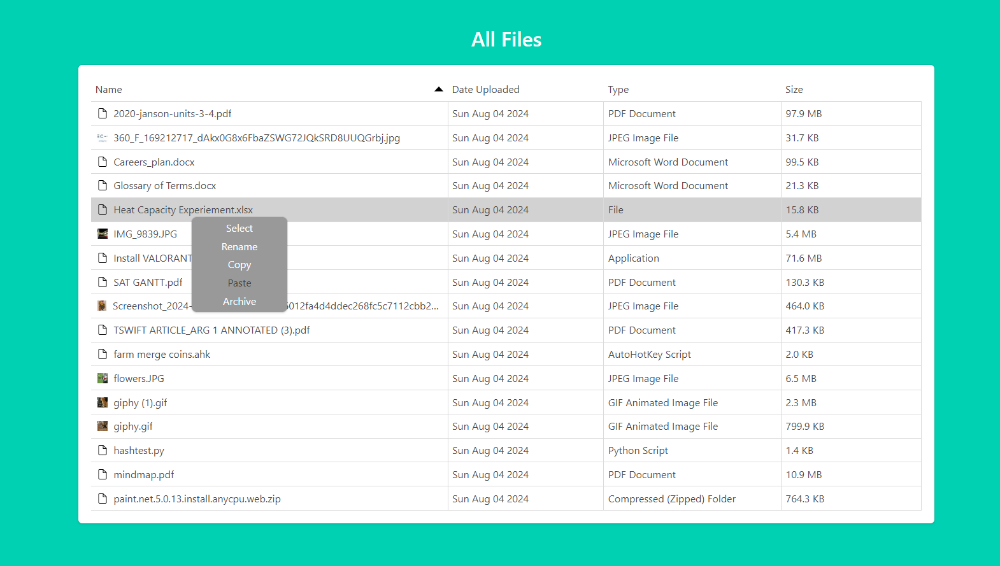 All Files
Name Date Uploaded Type Size
2020-janson-units-3-4.pdf Sun Aug 04 2024 PDF Document 97.9 MB
360_F_169212717_dAkx0G8x6FbaZSWG72JQkSRD8UUQGrbj.jpg Sun Aug 04 2024 JPEG Image File 31.7 KB
Careers_plan.docx Sun Aug 04 2024 Microsoft Word Document 99.5 KB
Glossary of Terms.docx Sun Aug 04 2024 Microsoft Word Document 21.3 KB
Heat Capacity Experiement.xlsx Sun Aug 04 2024 File 15.8 KB
Select
IMG_9839.JPG Sun Aug 04 2024 JPEG Image File 5.4 MB
Rename
Install VALORANT Sun Aug 04 2024 Application 71.6 MB
Copy
SAT GANTT.pdf Sun Aug 04 2024 PDF Document 130.3 KB
Paste
Archive
Screenshot_2024- 5012fa4d4ddec268fc5c7112cbb2... Sun Aug 04 2024 JPEG Image File 464.0 KB
TSWIFT ARTICLE_ARG 1 ANNOTATED (3).pdf Sun Aug 04 2024 PDF Document 417.3 KB
farm merge coins.ahk Sun Aug 04 2024 AutoHotKey Script 2.0 KB
flowers.JPG Sun Aug 04 2024 JPEG Image File 6.5 MB
giphy (1).gif Sun Aug 04 2024 GIF Animated Image File 2.3 MB
giphy.gif Sun Aug 04 2024 GIF Animated Image File 799.9 KB
hashtest.py Sun Aug 04 2024 Python Script 1.4 KB
mindmap.pdf Sun Aug 04 2024 PDF Document 10.9 MB
paint.net.5.0.13.install.anycpu.web.zip Sun Aug 04 2024 Compressed (Zipped) Folder 764.3 KB